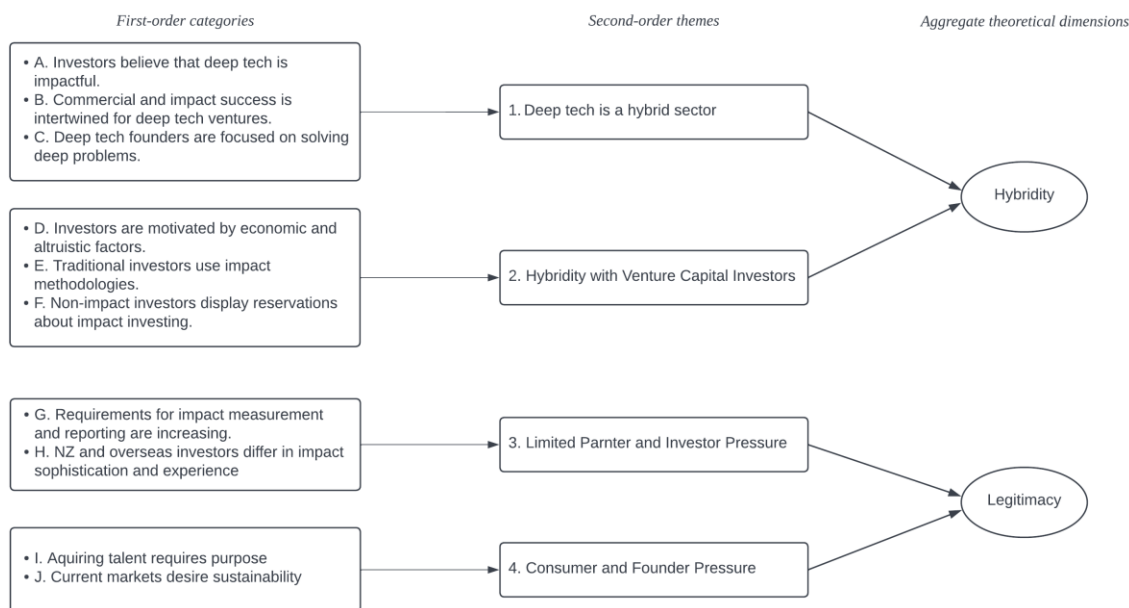 First-order categories
Second-order themes
Aggregate theoretical dimensions
• A. Investors believe that deep tech is
impactful.
• B. Commercial and impact success is
intertwined for deep tech ventures.
• C. Deep tech founders are focused on solving
deep problems.
1. Deep tech is a hybrid sector
Hybridity
• D. Investors are motivated by economic and
altruistic factors.
• E. Traditional investors use impact
methodologies.
• F. Non-impact investors display reservations
about impact investing.
2. Hybridity with Venture Capital Investors
• G. Requirements for impact measurement
and reporting are increasing.
• H. NZ and overseas investors differ in impact
sophistication and experience
3. Limited Parnter and Investor Pressure
Legitimacy
• I. Aquiring talent requires purpose
• J. Current markets desire sustainability
4. Consumer and Founder Pressure